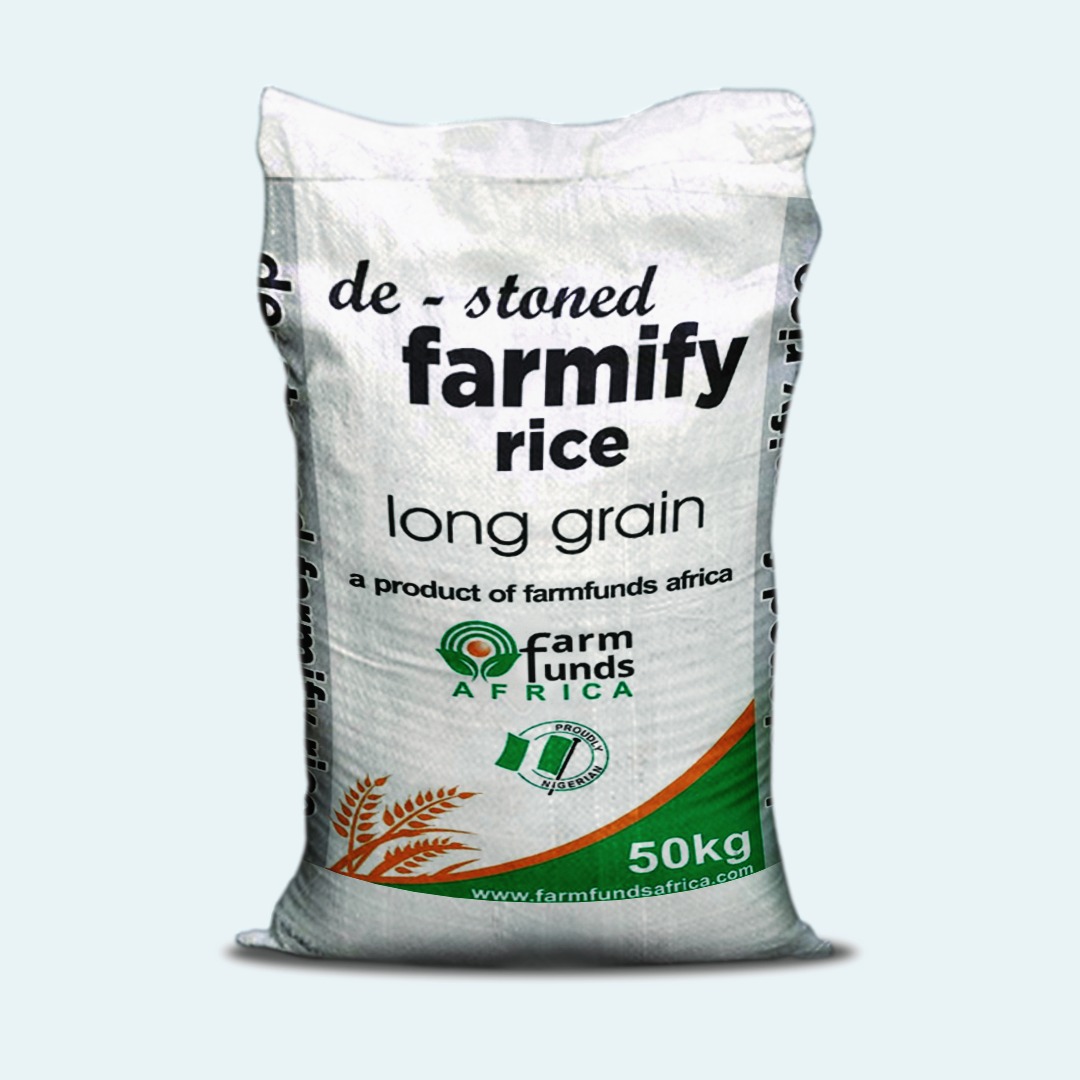 de - stoned
farmify
rice
long grain
a product of farmfunds africa
farm
funds
AFRICA
PROUDLY
NIGERIAN
50kg
www.farmfundsafrica.com